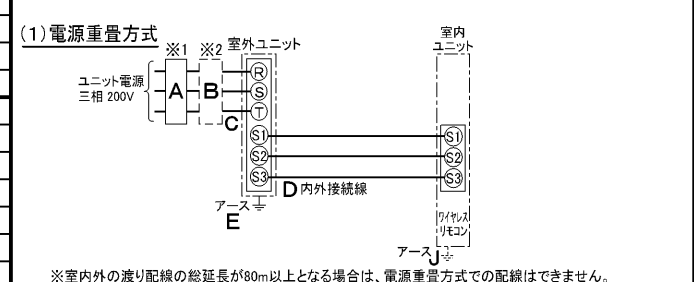 (1)電源重畳方式
※1 ※2 室外ユニット
室内
ユニット
ユニット電源
三相 200V
A B
R
S
T
C
S1 S1
S2 S2
S3 S3
D 内外接続線
アース
E
ワイヤレス
リモコン
アース J
※室内外の渡り配線の総延長が80m以上となる場合は、電源重畳方式での配線はできません。